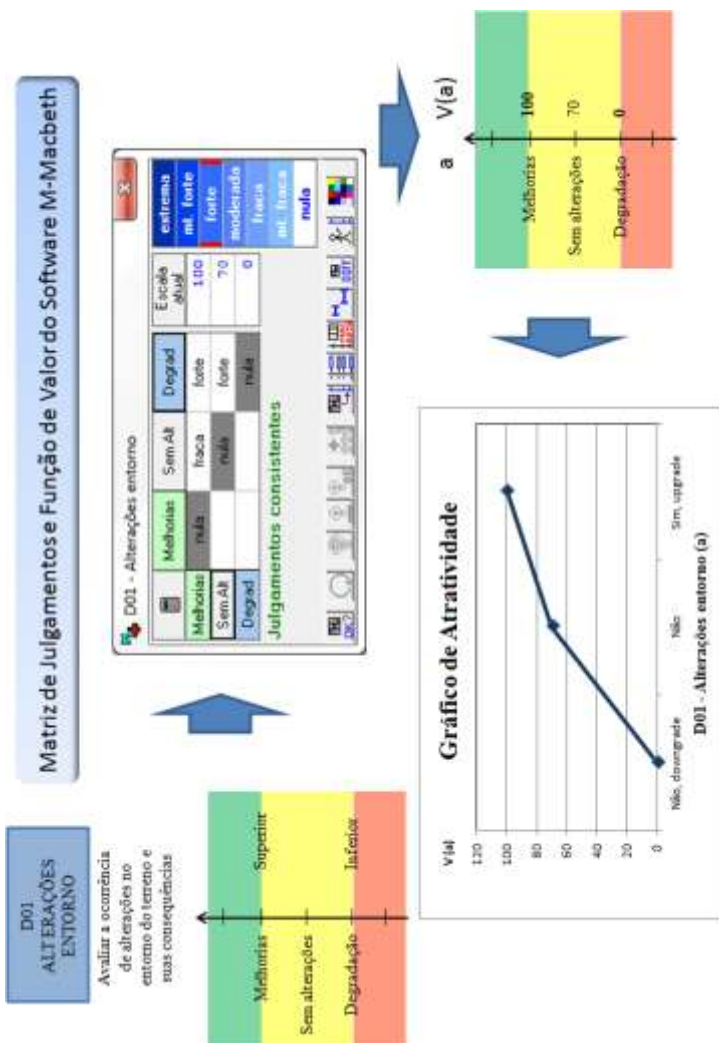 Matriz de Julgamentos e Função de Valor do Software M-Macbeth
D01
ALTERAÇÕES
ENTORNO
Avaliar a ocorrência
de alterações no
entorno do terreno e
suas consequências
Melhorias Superior
Sem alterações
Degradação Inferior
D01 - Alterações entorno
Melhorias Sem Alt Degrad Escala atual
Melhorias nula fraca forte 100
Sem Alt nula forte 70
Degrad nula 0
Julgamentos consistentes
extrema
mt. forte
forte
moderada
fraca
mt. fraca
nula
a V(a)
Melhorizs 100
Sem alterações 70
Degradação 0
Gráfico de Atratividade
V(a)
120
100
80
60
40
20
0
Não, downgrade Não Sim, upgrade
D01 - Alterações entorno (a)